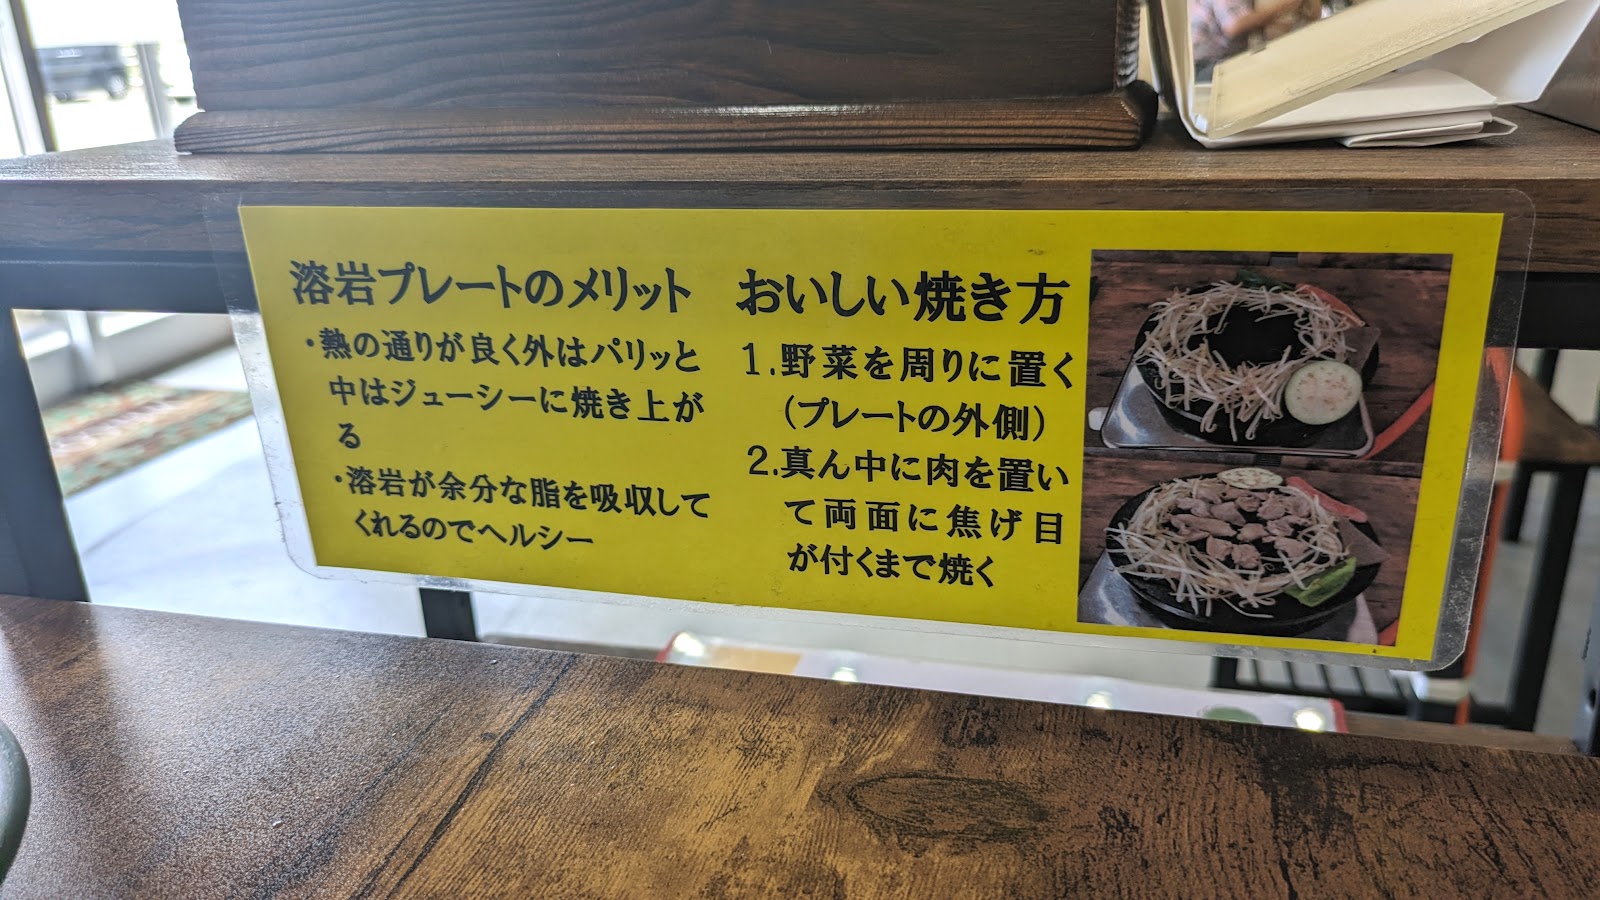 溶岩プレートのメリット
・熱の通りが良く外はパリッと
中はジューシーに焼き上が
る
・溶岩が余分な脂を吸収して
くれるのでヘルシー
おいしい焼き方
1.野菜を周りに置く
（プレートの外側）
2.真ん中に肉を置い
て両面に焦げ目
が付くまで焼く